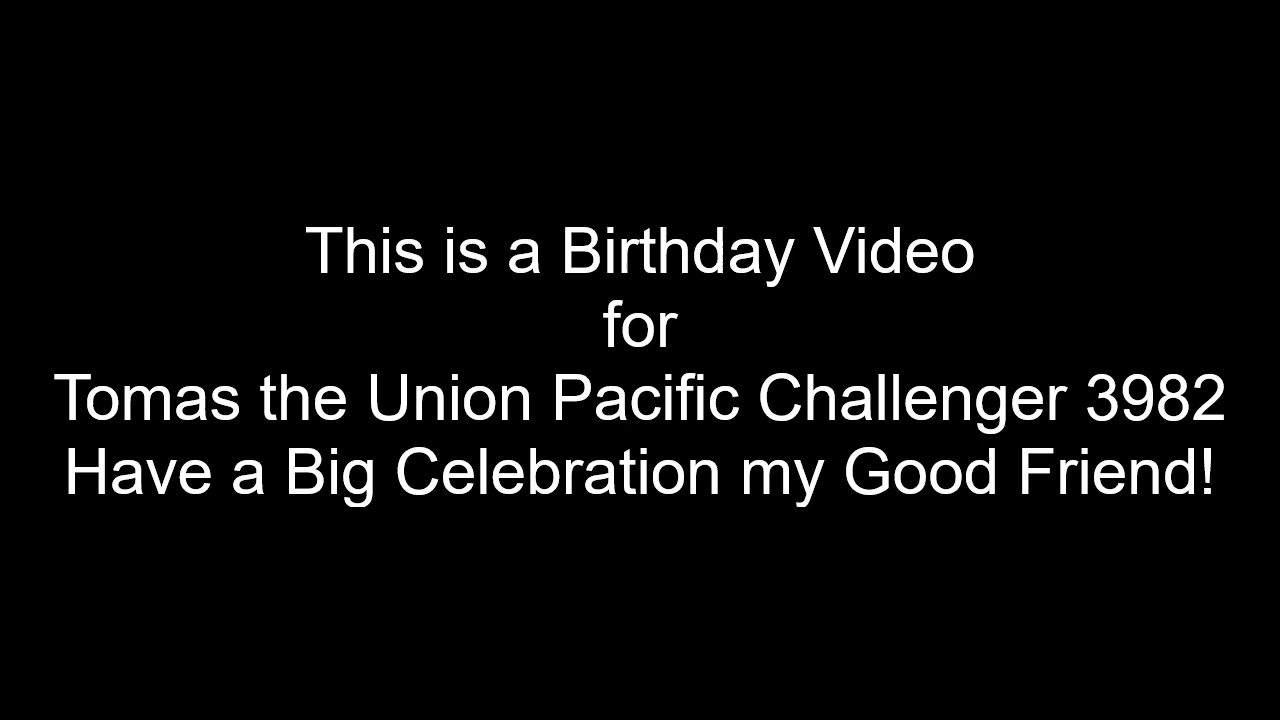 This is a Birthday Video
for
Tomas the Union Pacific Challenger 3982
Have a Big Celebration my Good Friend!